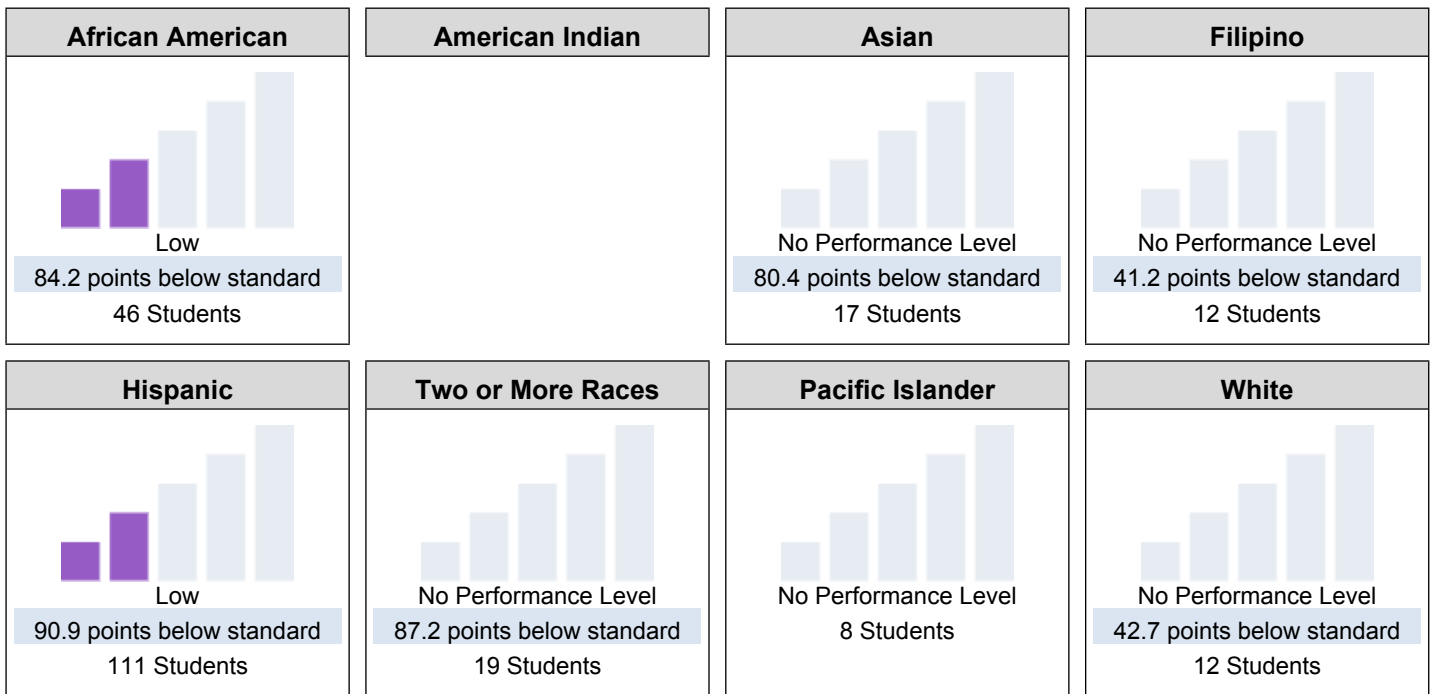 African American
American Indian
Asian
Filipino
Low
84.2 points below standard
46 Students
No Performance Level
80.4 points below standard
17 Students
No Performance Level
41.2 points below standard
12 Students
Hispanic
Two or More Races
Pacific Islander
White
Low
90.9 points below standard
111 Students
No Performance Level
87.2 points below standard
19 Students
No Performance Level
8 Students
No Performance Level
42.7 points below standard
12 Students